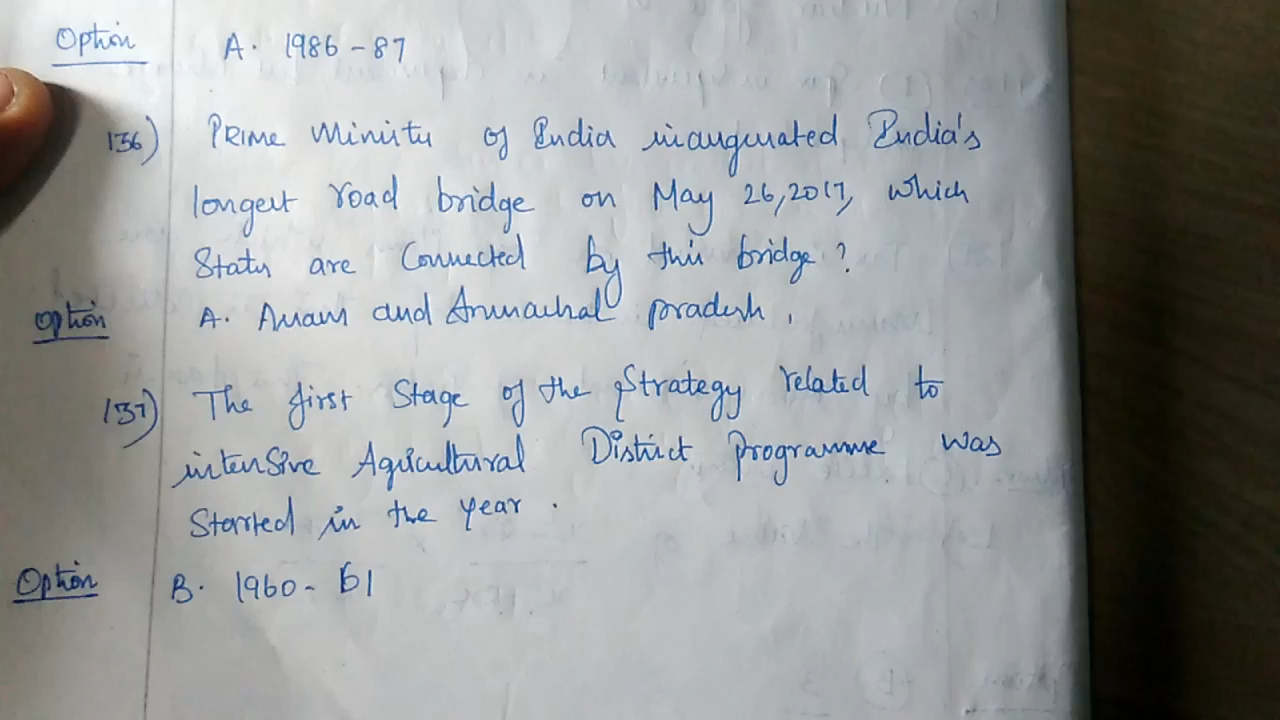 Option A. 1986-87
136) Prime Minister of India inaugurated India's
longest road bridge on May 26, 2017, which
States are Connected by this bridge?
Option A. Assam and Arunachal pradesh.
137) The first Stage of the Strategy related to
intensive Agricultural District programme was
Started in the year.
Option B. 1960-61